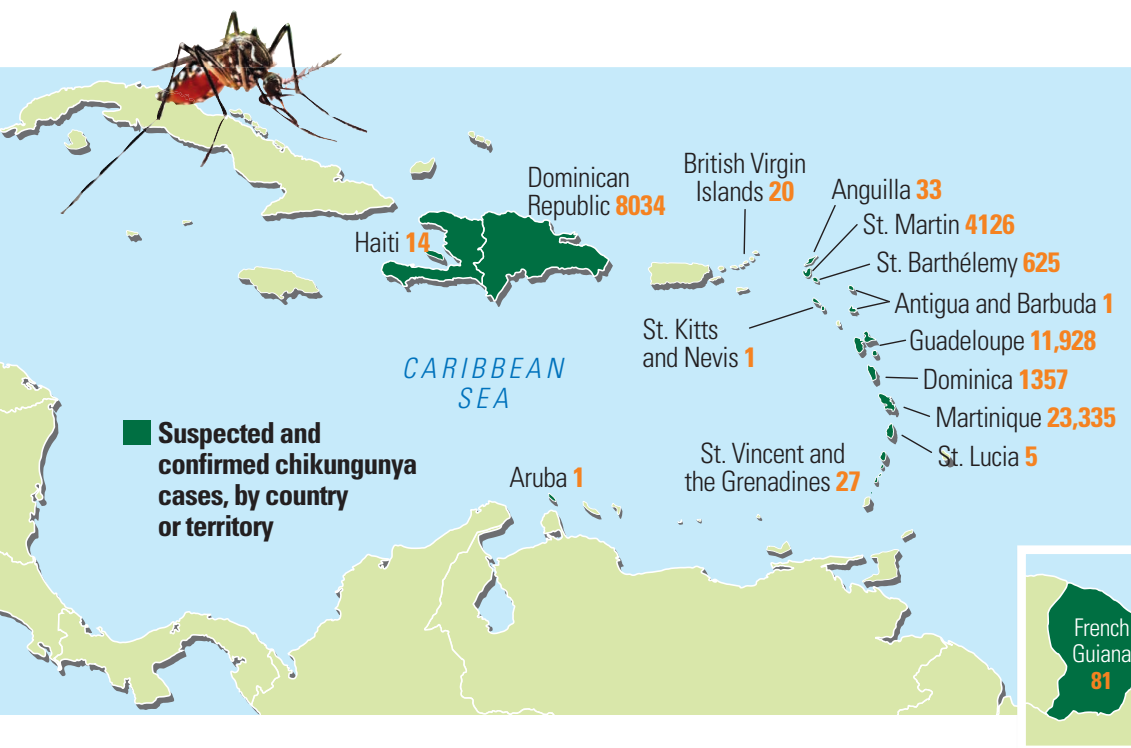 Dominican
Republic 8034
British Virgin
Islands 20
Anguilla 33
St. Martin 4126
Haiti 14
St. Barthélemy 625
Antigua and Barbuda 1
St. Kitts
and Nevis 1
Guadeloupe 11,928
CARIBBEAN
SEA
Dominica 1357
Martinique 23,335
Suspected and
confirmed chikungunya
cases, by country
or territory
St. Lucia 5
St. Vincent and
the Grenadines 27
Aruba 1
French
Guiana
81